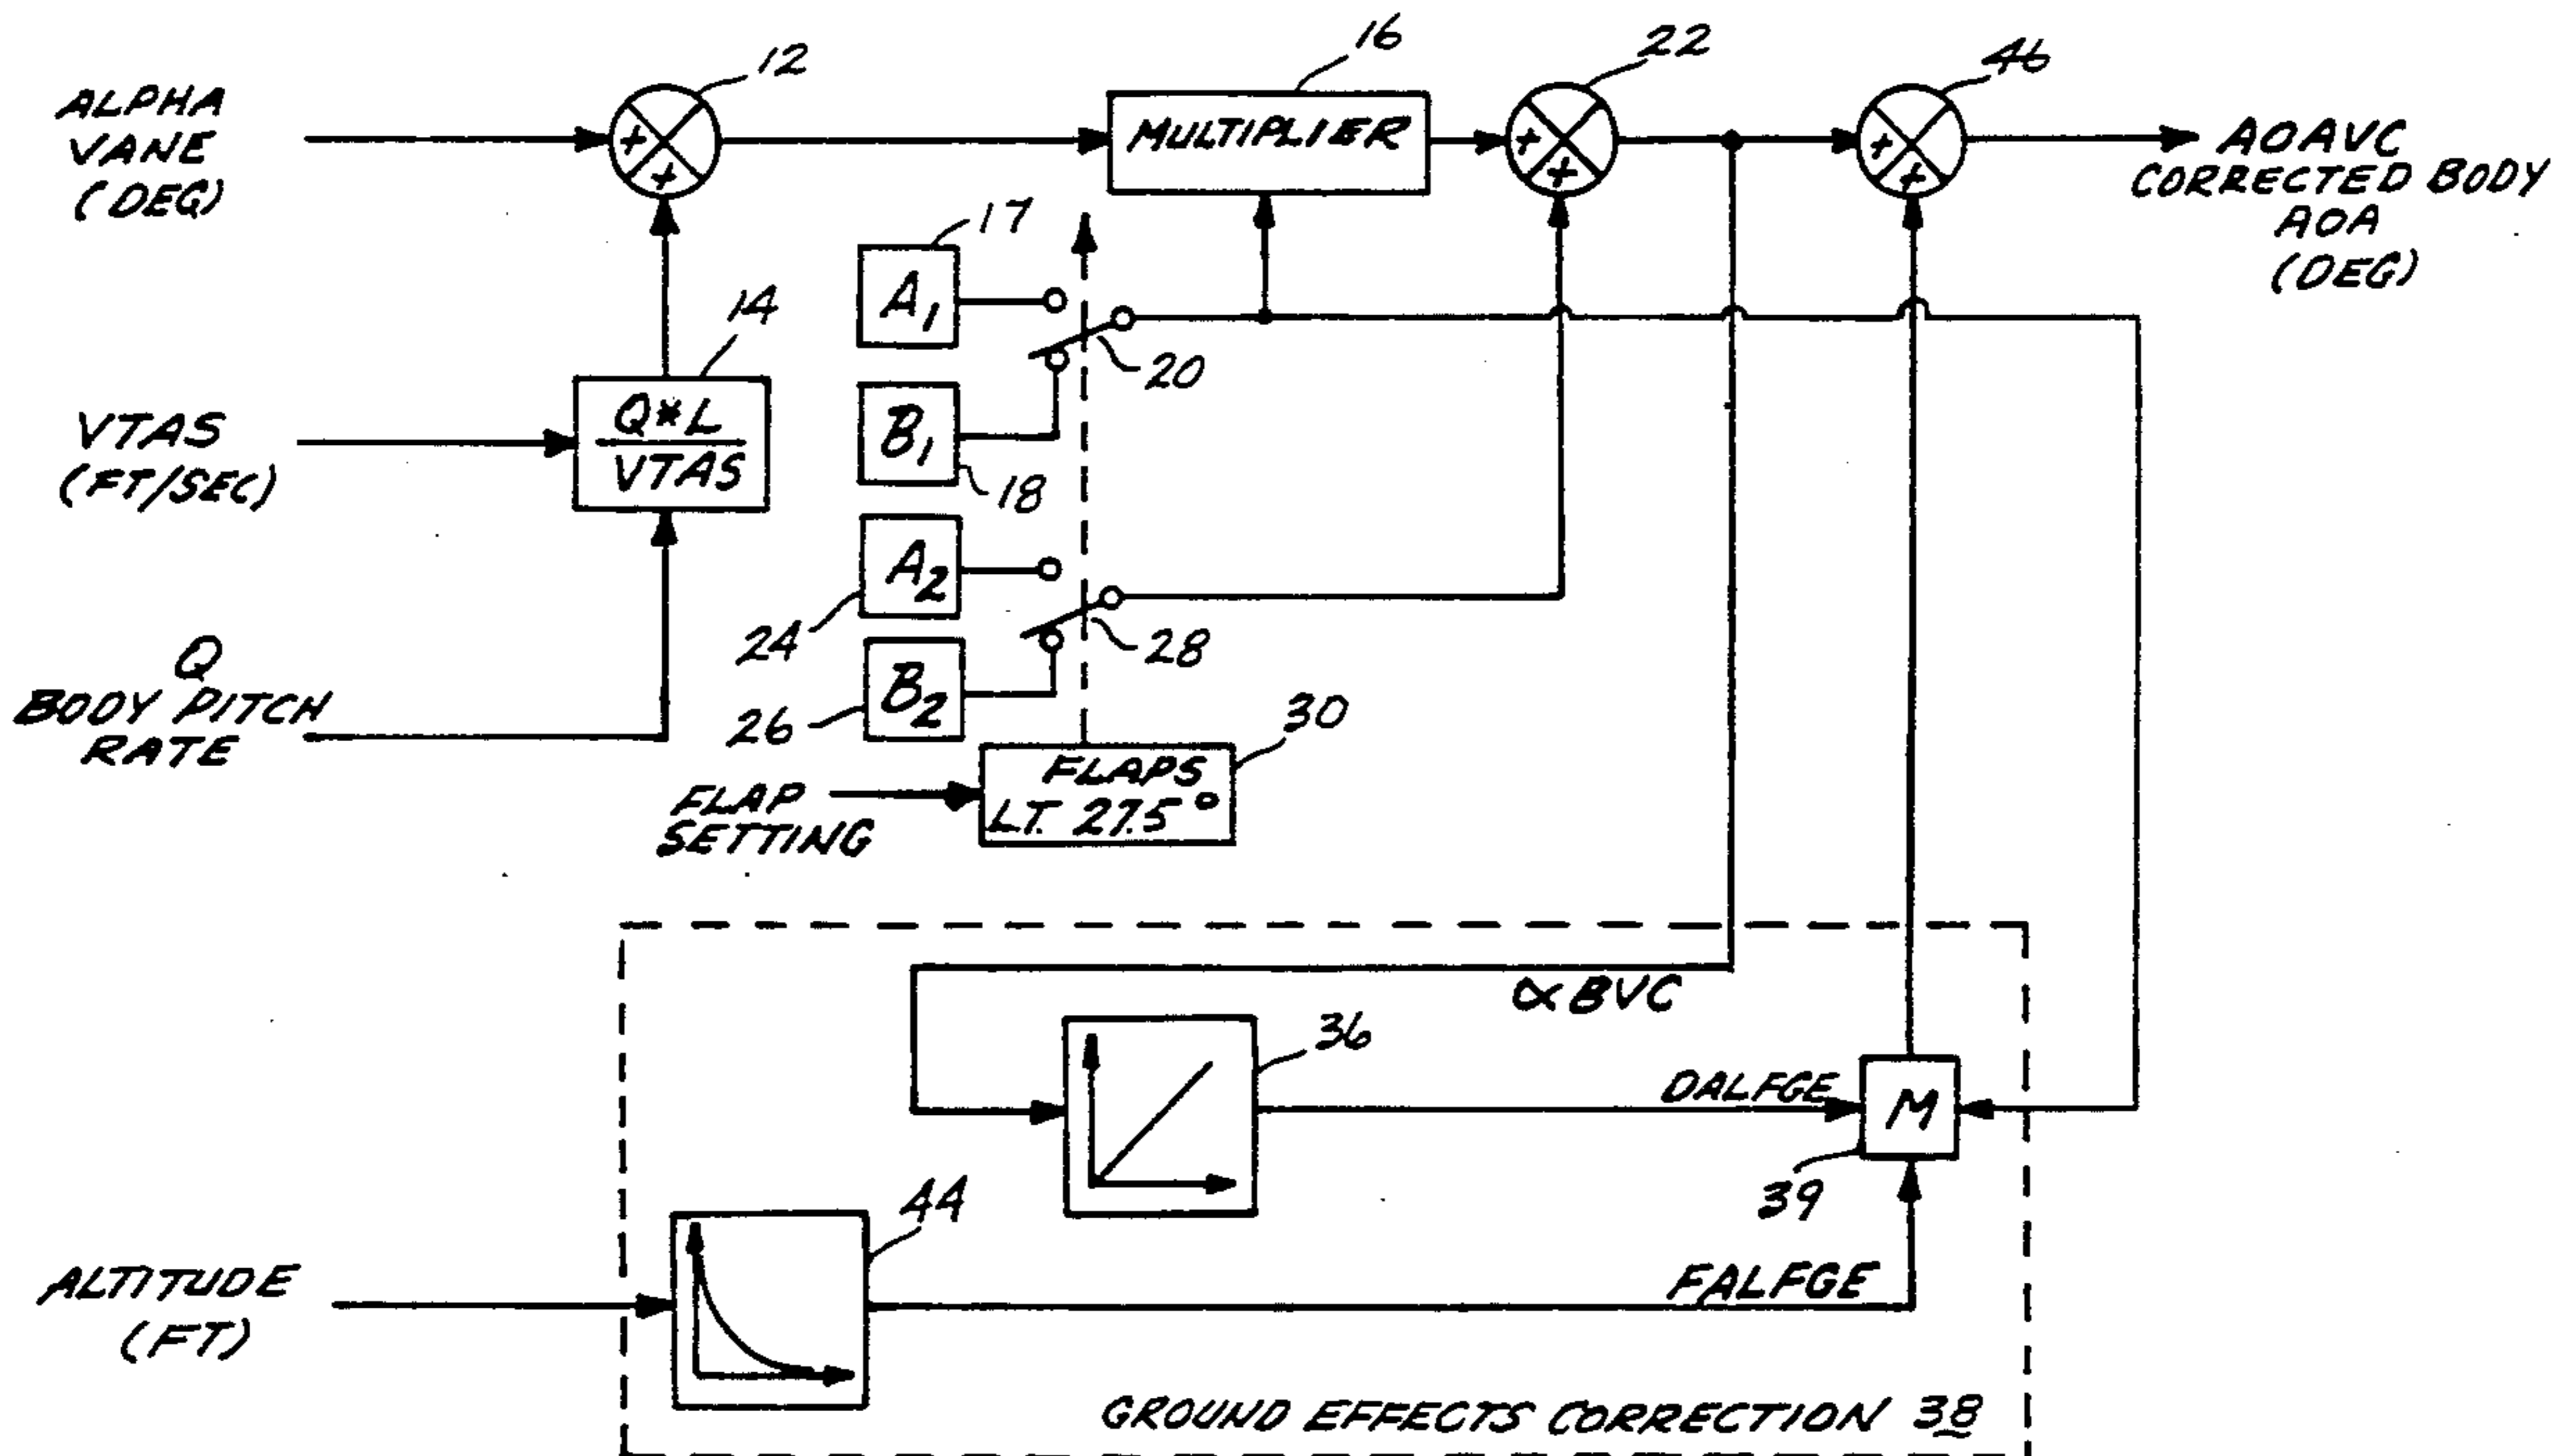 12
16
22
46
ALPHA
VANE
(DEG)
+
+
MULTIPLIER
+
+
+
+
AOAVC
CORRECTED BODY
AOA
(DEG)
17
A1
14
20
VTAS
(FT/SEC)
Q*L
VTAS
B1
18
A2
24
28
Q
BODY PITCH
RATE
B2
26
30
FLAP
SETTING
FLAPS
LT. 27.5°
∝BVC
36
DALFGE
M
39
44
ALTITUDE
(FT)
FALFGE
GROUND EFFECTS CORRECTION 38